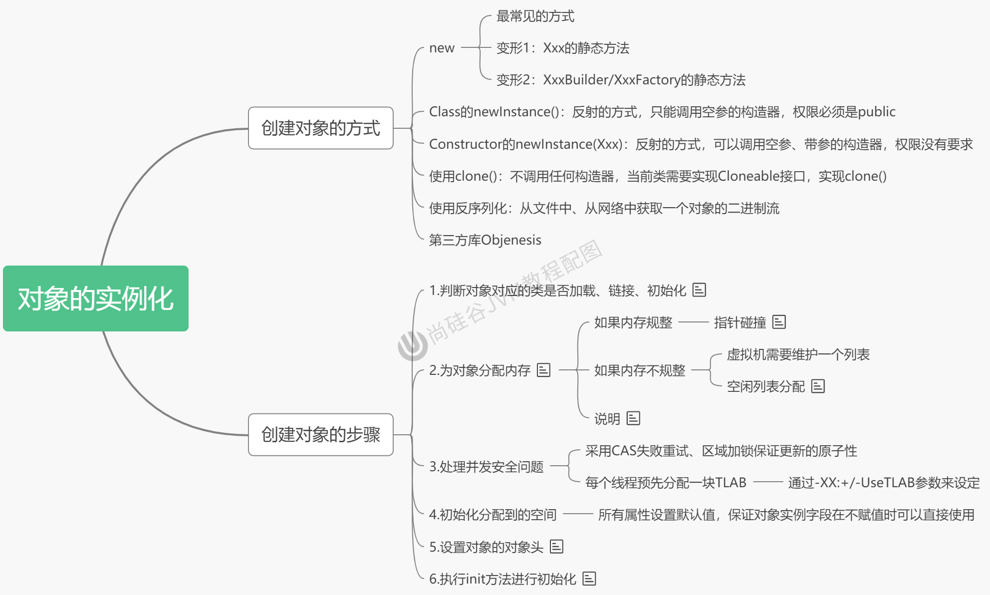 对象的实例化
创建对象的方式
new
最常见的方式
变形1：Xxx的静态方法
变形2：XxxBuilder/XxxFactory的静态方法
Class的newInstance()：反射的方式，只能调用空参的构造器，权限必须是public
Constructor的newInstance(Xxx)：反射的方式，可以调用空参、带参的构造器，权限没有要求
使用clone()：不调用任何构造器，当前类需要实现Cloneable接口，实现clone()
使用反序列化：从文件中、从网络中获取一个对象的二进制流
第三方库Objenesis
创建对象的步骤
1.判断对象对应的类是否加载、链接、初始化
2.为对象分配内存
如果内存规整
指针碰撞
如果内存不规整
虚拟机需要维护一个列表
空闲列表分配
说明
3.处理并发安全问题
采用CAS失败重试、区域加锁保证更新的原子性
每个线程预先分配一块TLAB
通过-XX:+/-UseTLAB参数来设定
4.初始化分配到的空间
所有属性设置默认值，保证对象实例字段在不赋值时可以直接使用
5.设置对象的对象头
6.执行init方法进行初始化
尚硅谷JVM教程配图